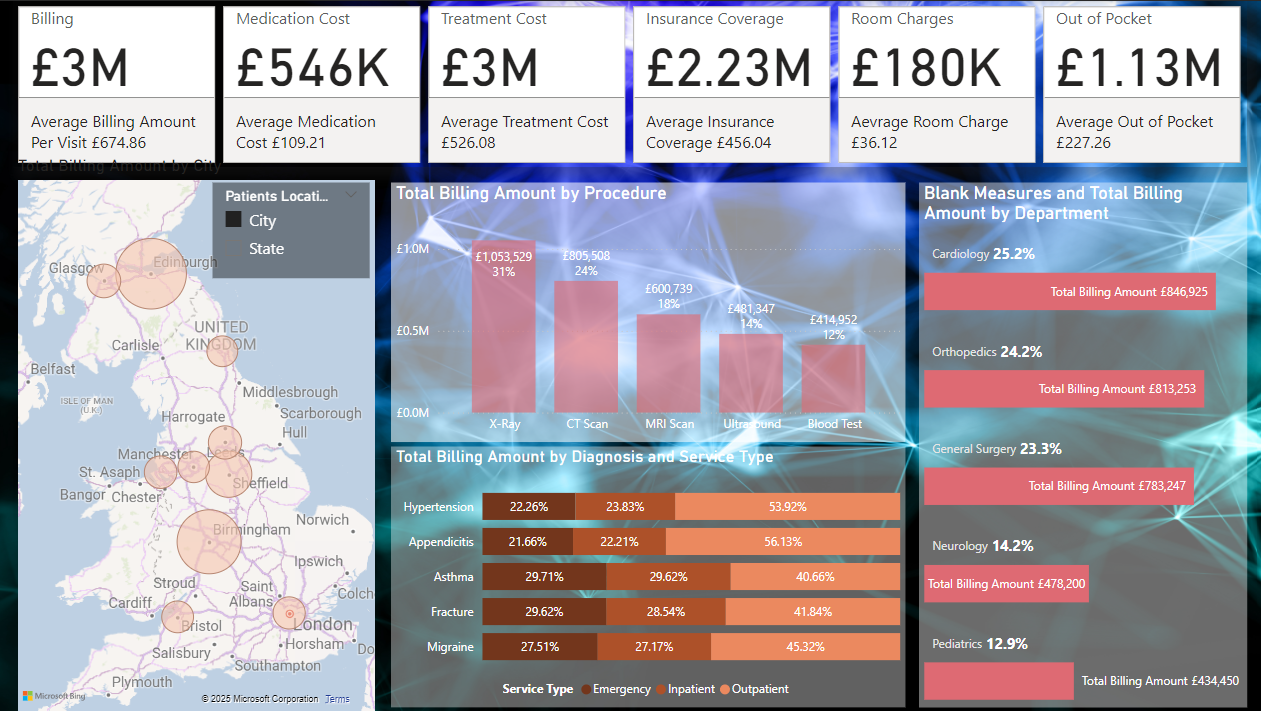 Billing
£3M
Average Billing Amount
Per Visit £674.86
Medication Cost
£546K
Average Medication
Cost £109.21
Treatment Cost
£3M
Average Treatment Cost
£526.08
Insurance Coverage
£2.23M
Average Insurance
Coverage £456.04
Room Charges
£180K
Aevrage Room Charge
£36.12
Out of Pocket
£1.13M
Average Out of Pocket
£227.26
Total Billing Amount by City
Patients Locati...
City
State
Glasgow
Edinburgh
UNITED
KINGDOM
Carlisle
Belfast
ISLE OF MAN
(U.K.)
Middlesbrough
Scarborough
Harrogate
Hull
Leeds
Manchester
St. Asaph
Sheffield
Bangor
Chester
Norwich
Birmingham
Ipswich
Stroud
Saint
Albans
Colch
Cardiff
Bristol
London
Salisbury
Horsham
Do
Southampton
Plymouth
Microsoft Bing
© 2025 Microsoft Corporation Terms
Total Billing Amount by Procedure
£1.0M
£0.5M
£0.0M
£1,053,529
31%
£805,508
24%
£600,739
18%
£481,347
14%
£414,952
12%
X-Ray
CT Scan
MRI Scan
Ultrasound
Blood Test
Total Billing Amount by Diagnosis and Service Type
Hypertension 22.26% 23.83% 53.92%
Appendicitis 21.66% 22.21% 56.13%
Asthma 29.71% 29.62% 40.66%
Fracture 29.62% 28.54% 41.84%
Migraine 27.51% 27.17% 45.32%
Service Type Emergency Inpatient Outpatient
Blank Measures and Total Billing
Amount by Department
Cardiology 25.2%
Total Billing Amount £846,925
Orthopedics 24.2%
Total Billing Amount £813,253
General Surgery 23.3%
Total Billing Amount £783,247
Neurology 14.2%
Total Billing Amount £478,200
Pediatrics 12.9%
Total Billing Amount £434,450